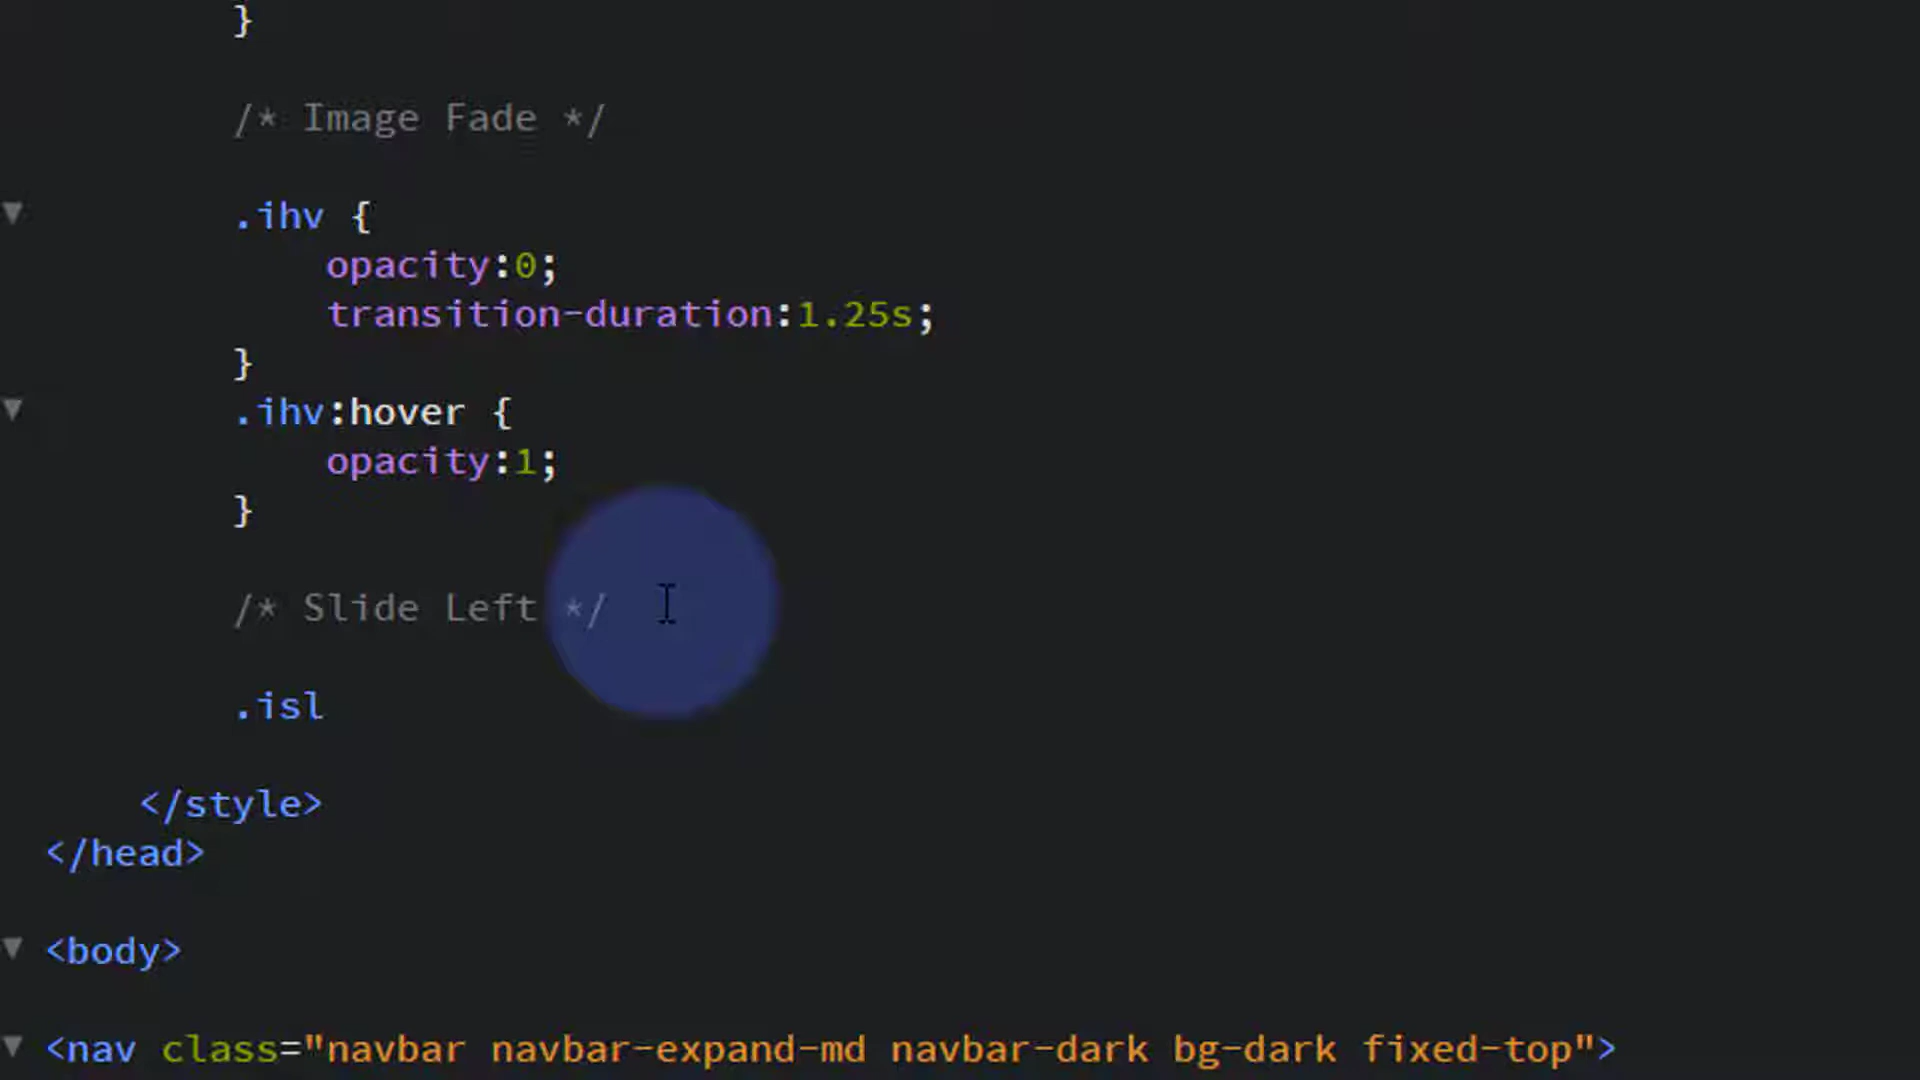 }
/* Image Fade */
.ihv {
opacity:0;
transition-duration:1.25s;
}
.ihv:hover {
opacity:1;
}
/* Slide Left */
.isl
</style>
</head>
<body>
<nav class="navbar navbar-expand-md navbar-dark bg-dark fixed-top">